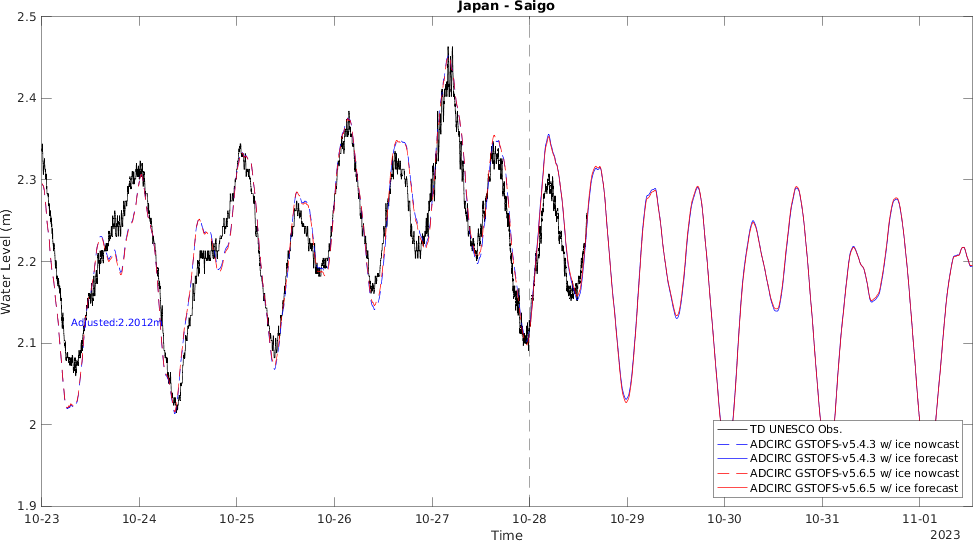 Japan - Saigo
2.5
2.4
2.3
2.2
2.1
2
1.9
Water Level (m)
Adjusted:2.2012m
TD UNESCO Obs.
ADCIRC GSTOFS-v5.4.3 w/ ice nowcast
ADCIRC GSTOFS-v5.4.3 w/ ice forecast
ADCIRC GSTOFS-v5.6.5 w/ ice nowcast
ADCIRC GSTOFS-v5.6.5 w/ ice forecast
10-23 10-24 10-25 10-26 10-27 10-28 10-29 10-30 10-31 11-01
Time
2023